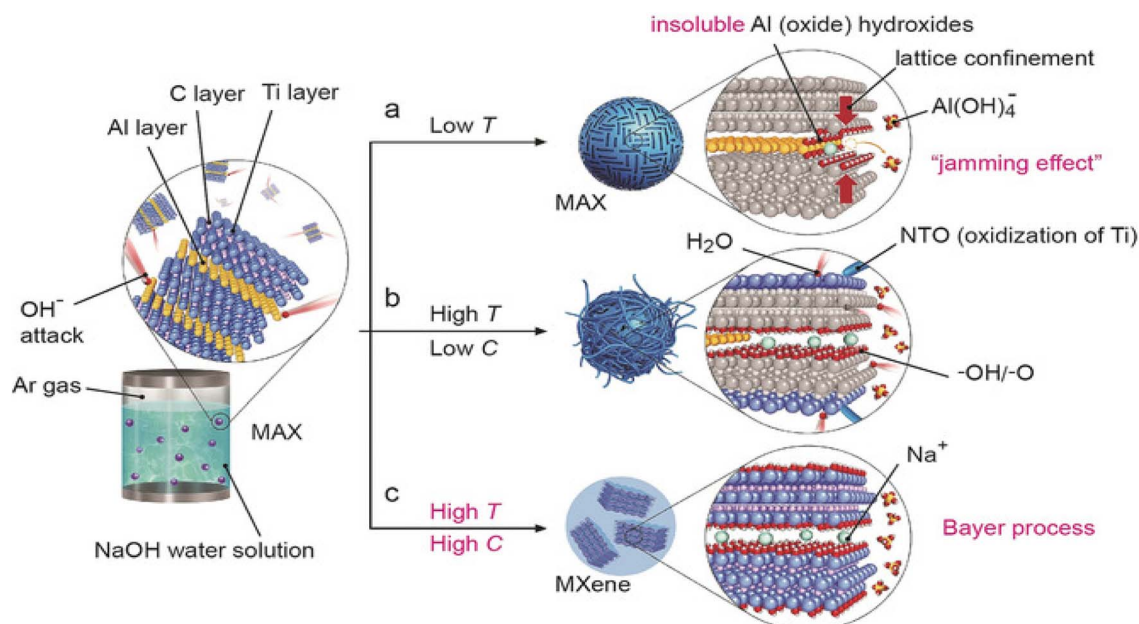 C layer
Ti layer
Al layer
OH⁻
attack
Ar gas
MAX
NaOH water solution
a
Low T
MAX
insoluble Al (oxide) hydroxides
lattice confinement
Al(OH)₄⁻
“jamming effect”
b
High T
Low C
H₂O
NTO (oxidization of Ti)
-OH/-O
c
High T
High C
MXene
Na⁺
Bayer process